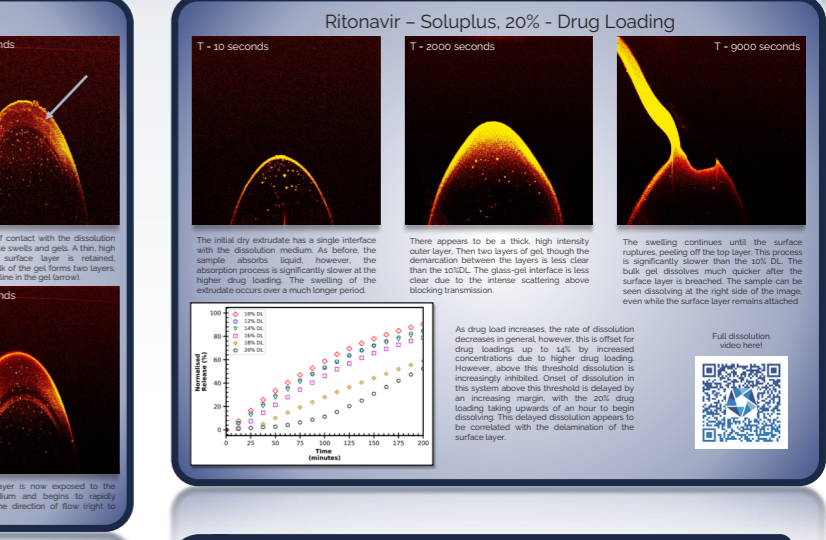 nds
f contact with the dissolution
le swells and gels. A thin, high
surface layer is retained,
lk of the gel forms two layers,
line in the gel (arrow).
nds
ayer is now exposed to the
ium and begins to rapidly
he direction of flow (right to
Ritonavir – Soluplus, 20% - Drug Loading
T = 10 seconds
T = 2000 seconds
T = 9000 seconds
The initial dry extrudate has a single interface
with the dissolution medium. As before, the
sample absorbs liquid, however, the
absorption process is significantly slower at the
higher drug loading. The swelling of the
extrudate occurs over a much longer period.
There appears to be a thick, high intensity
outer layer. Then two layers of gel, though the
demarcation between the layers is less clear
than the 10%DL. The glass-gel interface is less
clear due to the intense scattering above
blocking transmission.
The swelling continues until the surface
ruptures, peeling off the top layer. This process
is significantly slower than the 10% DL. The
bulk gel dissolves much quicker after the
surface layer is breached. The sample can be
seen dissolving at the right side of the image,
even while the surface layer remains attached
Normalised
Release (%)
100
80
60
40
20
0
10% DL
12% DL
14% DL
16% DL
18% DL
20% DL
0 25 50 75 100 125 150 175 200
Time
(minutes)
As drug load increases, the rate of dissolution
decreases in general, however, this is offset for
drug loadings up to 14% by increased
concentrations due to higher drug loading.
However, above this threshold dissolution is
increasingly inhibited. Onset of dissolution in
this system above this threshold is delayed by
an increasing margin, with the 20% drug
loading taking upwards of an hour to begin
dissolving. This delayed dissolution appears to
be correlated with the delamination of the
surface layer.
Full dissolution
video here!